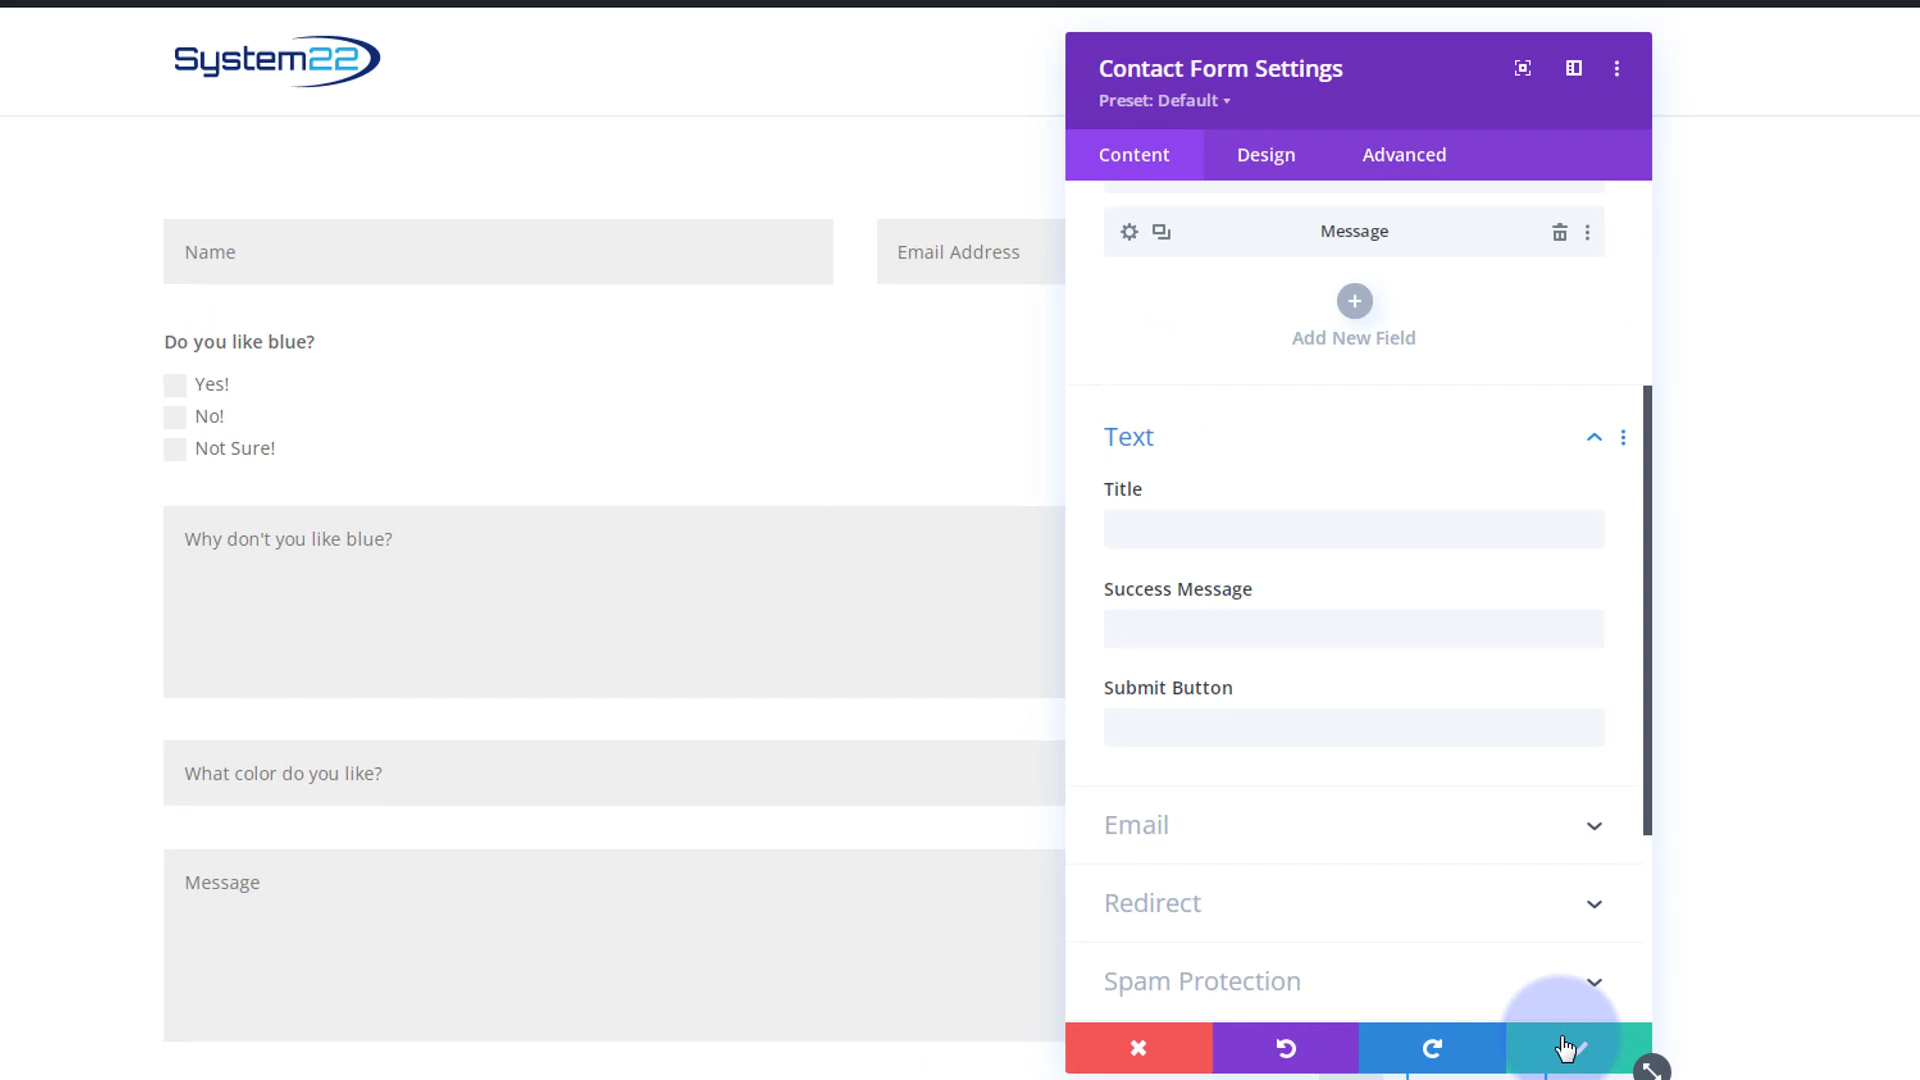 System22
Name
Email Address
Do you like blue?
Yes!
No!
Not Sure!
Why don't you like blue?
What color do you like?
Message
Contact Form Settings
Preset: Default
Content
Design
Advanced
Message
Add New Field
Text
Title
Success Message
Submit Button
Email
Redirect
Spam Protection